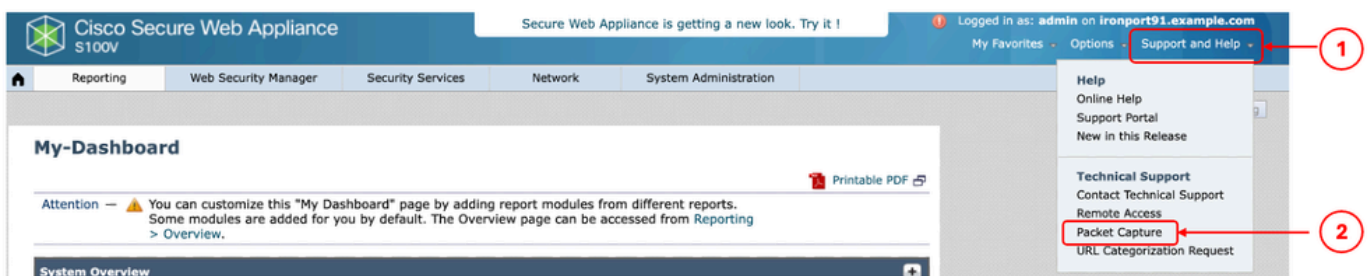 Cisco Secure Web Appliance
S100V
Secure Web Appliance is getting a new look. Try it !
Logged in as: admin on ironport91.example.com
My Favorites Options Support and Help
1
Reporting Web Security Manager Security Services Network System Administration
Help
Online Help
Support Portal
New in this Release
My-Dashboard
Printable PDF
Technical Support
Contact Technical Support
Remote Access
Packet Capture
2
URL Categorization Request
Attention — You can customize this "My Dashboard" page by adding report modules from different reports.
Some modules are added for you by default. The Overview page can be accessed from Reporting
> Overview.
System Overview